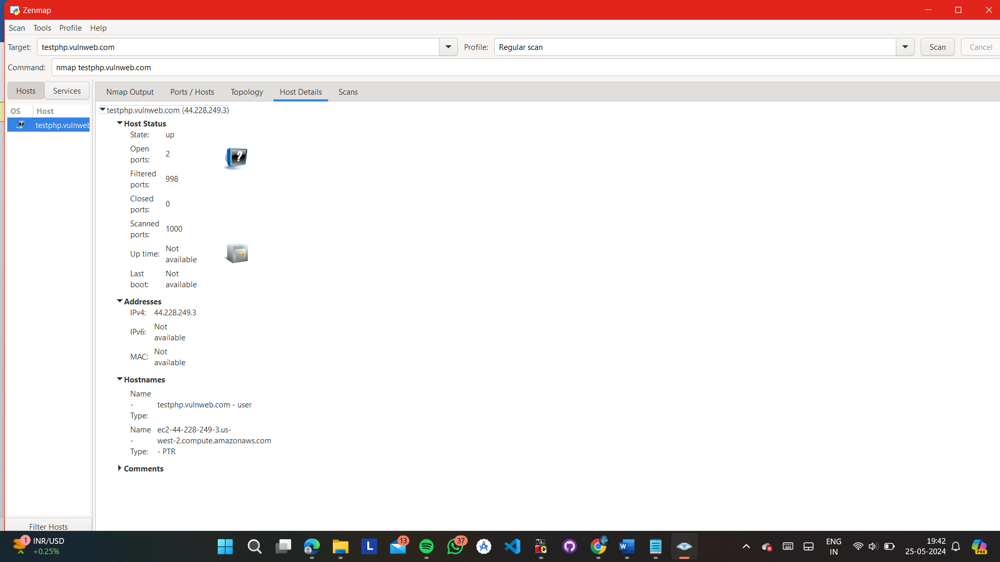 Zenmap
Scan Tools Profile Help
Target: testphp.vulnweb.com Profile: Regular scan Scan Cancel
Command: nmap testphp.vulnweb.com
Hosts Services
Nmap Output Ports / Hosts Topology Host Details Scans
OS Host
testphp.vulnweb
testphp.vulnweb.com (44.228.249.3)
Host Status
State: up
Open
ports: 2
Filtered
ports: 998
Closed
ports: 0
Scanned
ports: 1000
Up time: Not
available
Last Not
boot: available
?
Addresses
IPv4: 44.228.249.3
IPv6: Not
available
MAC: Not
available
Hostnames
Name
-
Type: testphp.vulnweb.com - user
Name ec2-44-228-249-3.us-
- west-2.compute.amazonaws.com
Type: - PTR
Comments
Filter Hosts
1 INR/USD
+0.25%
L
13
37
MS
W
ENG
IN
19:42
25-05-2024
PRE